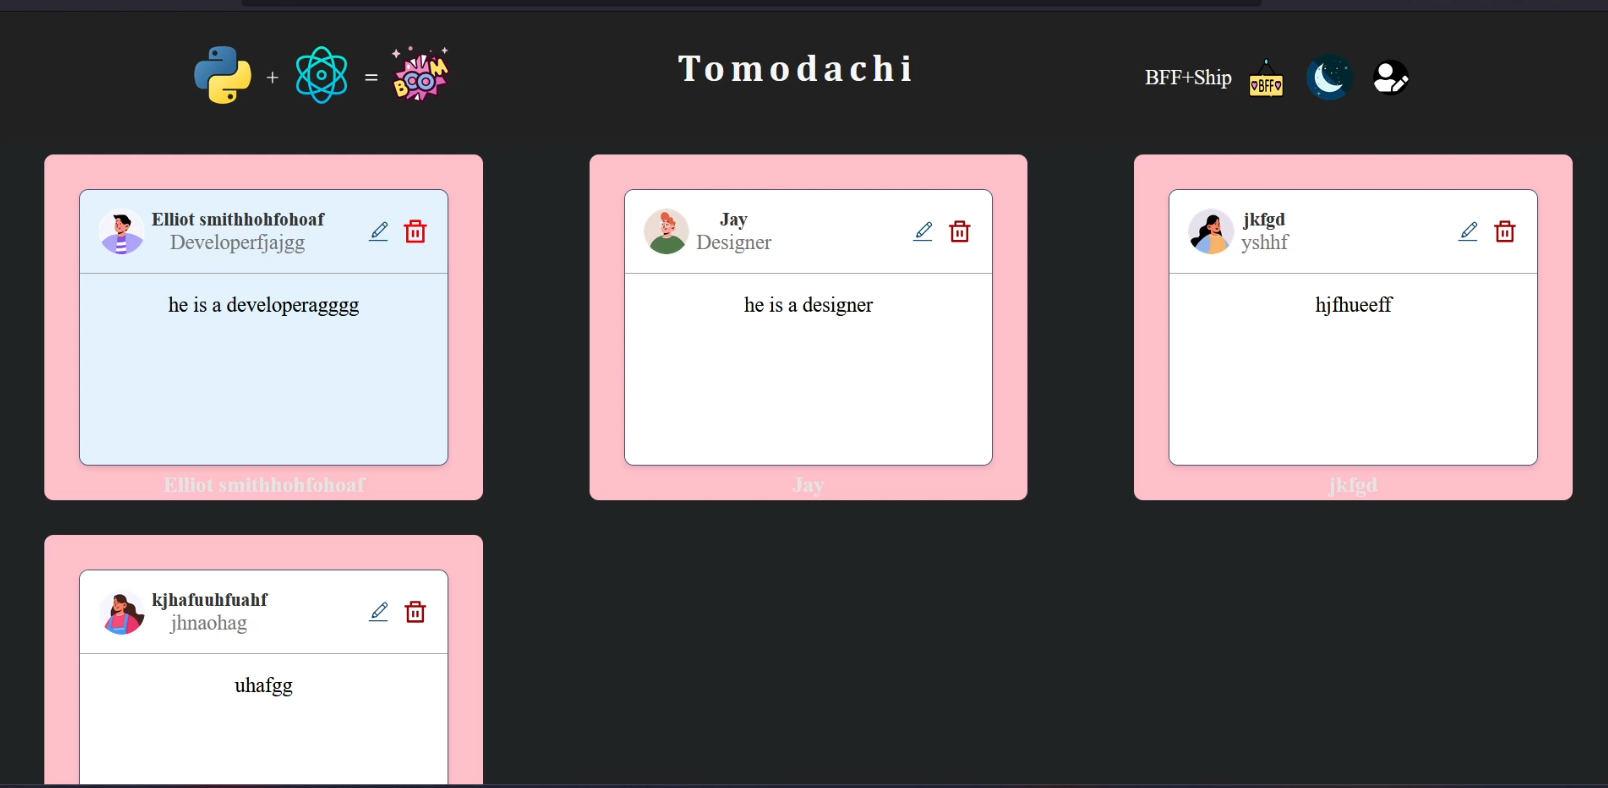 + = BOOM
Tomodachi
BFF+Ship
BFF
Elliot smithhohfohoaf
Developerfjajgg
he is a developeragggg
Elliot smithhohfohoaf
Jay
Designer
he is a designer
Jay
jkfgd
yshhf
hjfhueeff
jkfgd
kjhafuuhfuahf
jhnaohag
uhafgg